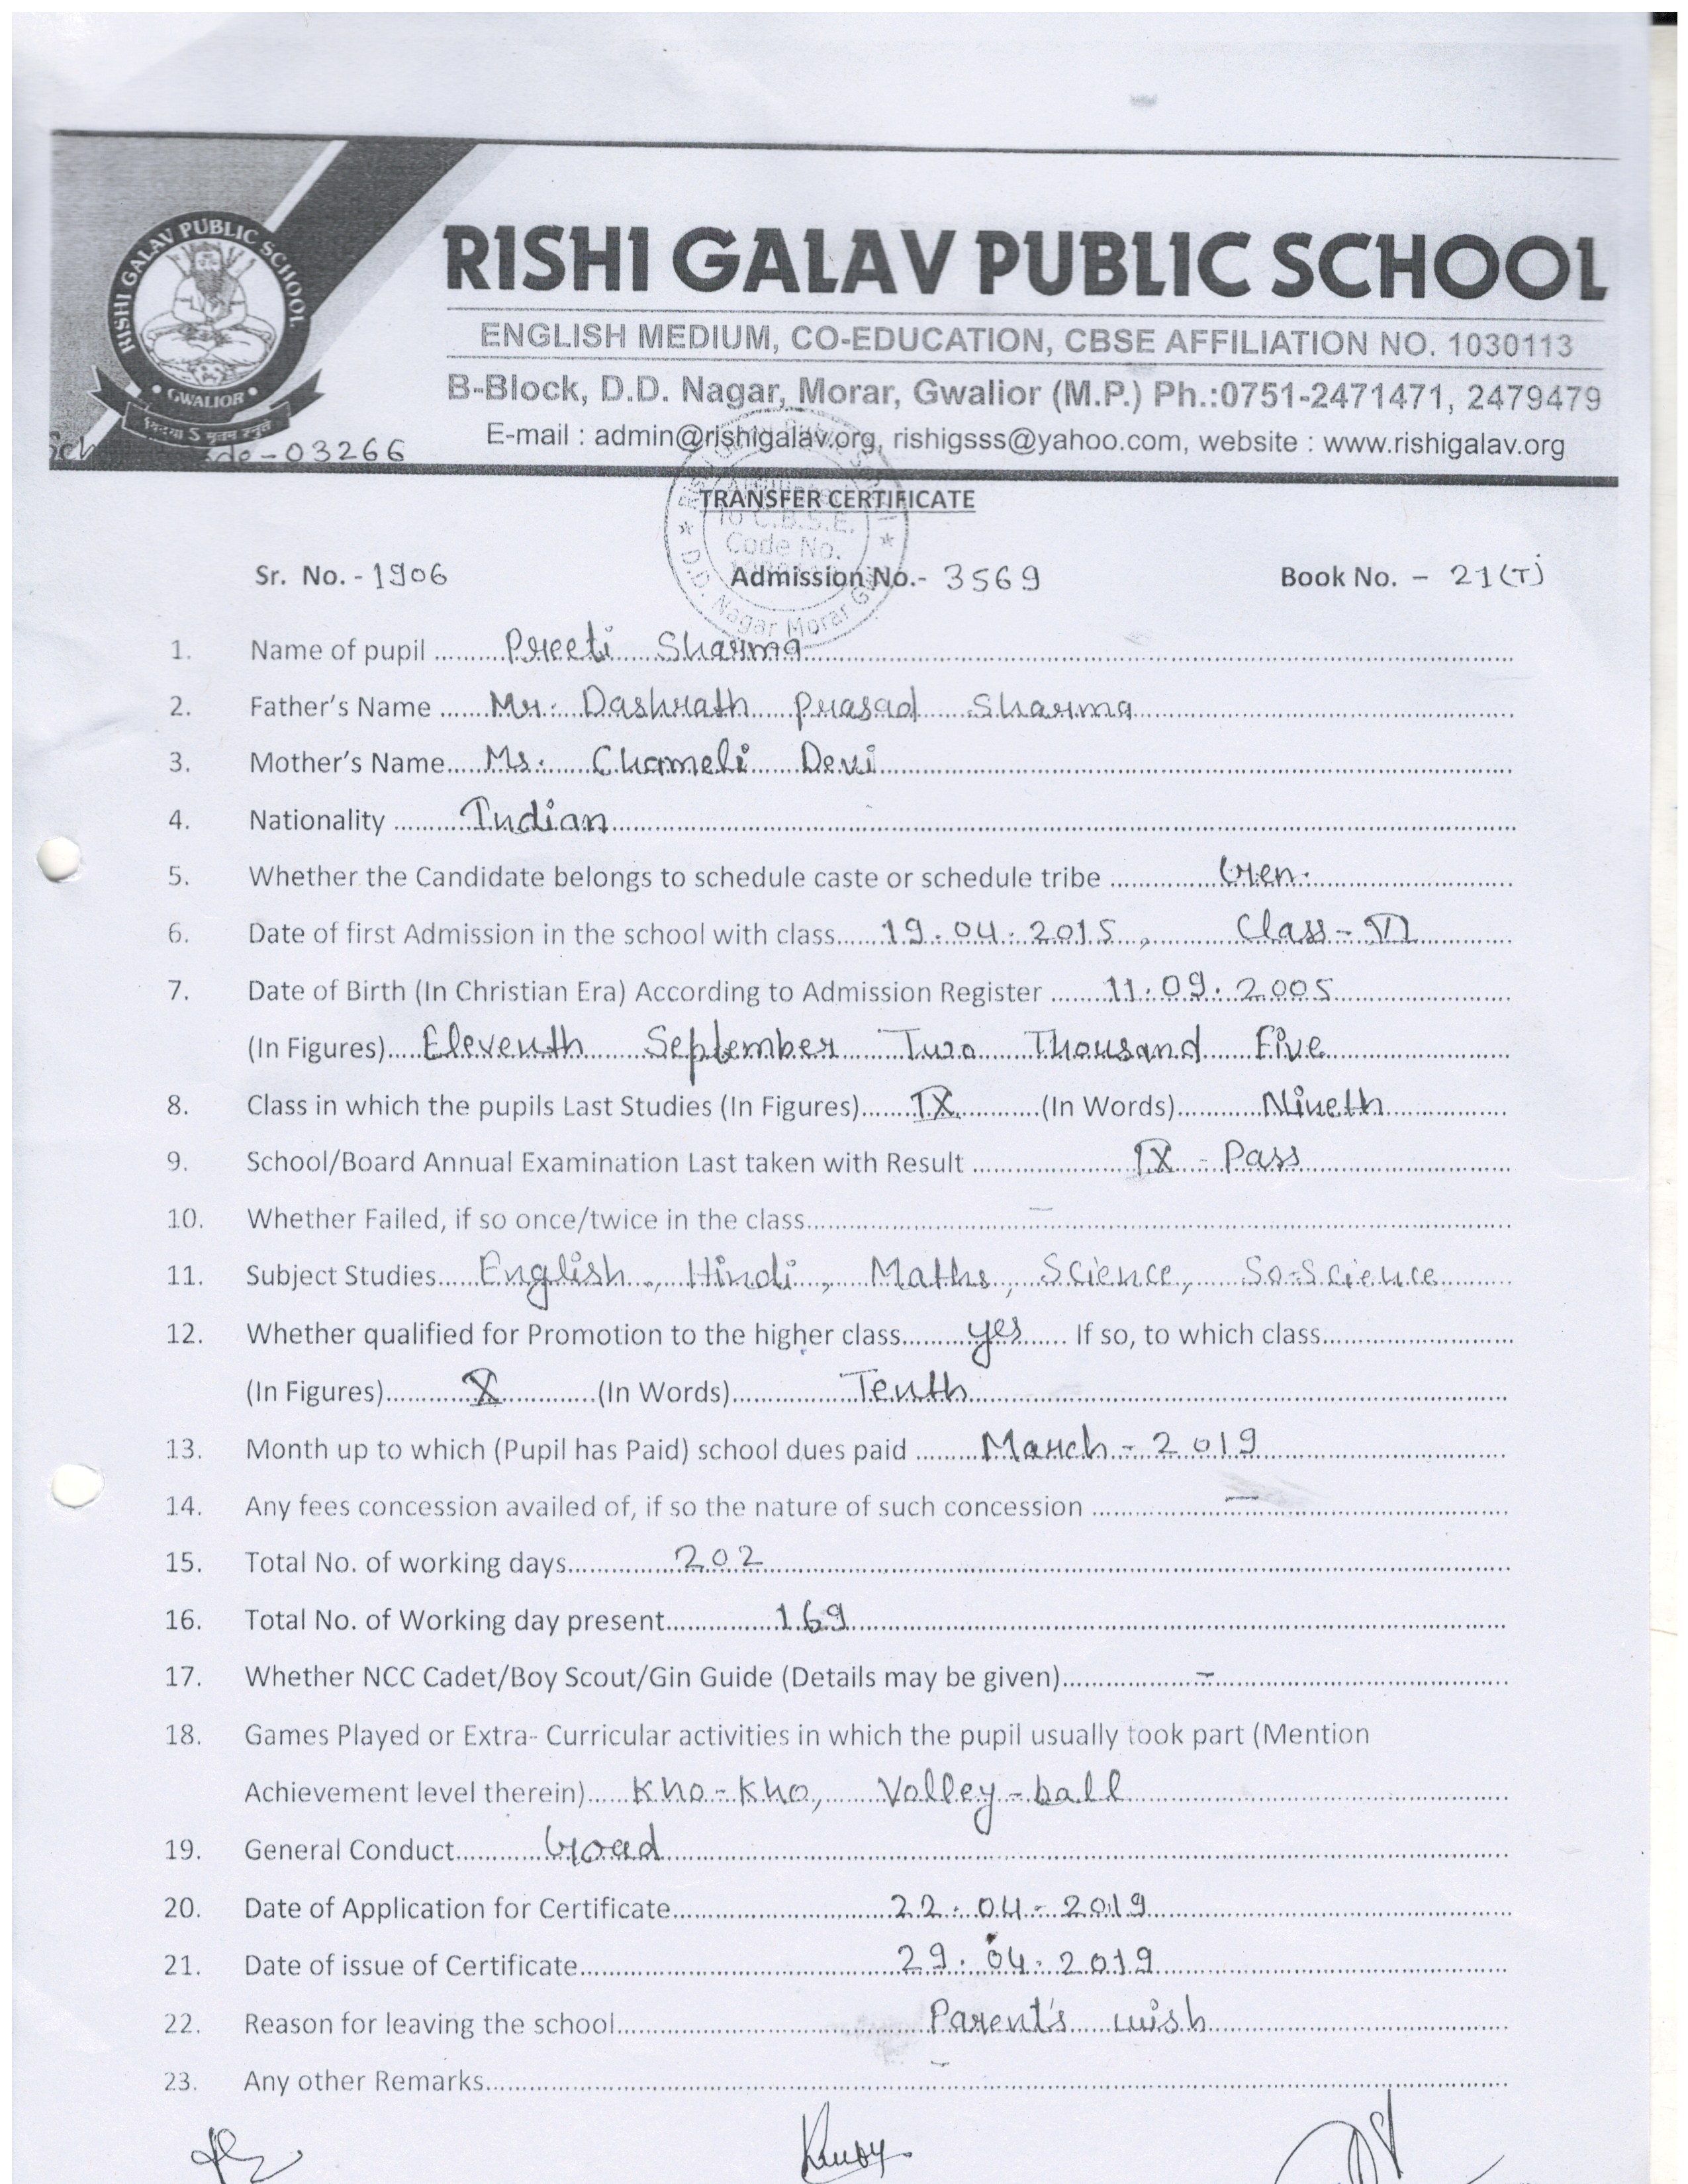 RISHI GALAV PUBLIC SCHOOL
GWALIOR
RISHI GALAV PUBLIC SCHOOL
ENGLISH MEDIUM, CO-EDUCATION, CBSE AFFILIATION NO. 1030113
B-Block, D.D. Nagar, Morar, Gwalior (M.P.) Ph.:0751-2471471, 2479479
E-mail : admin@rishigalav.org, rishigsss@yahoo.com, website : www.rishigalav.org
03266
TRANSFER CERTIFICATE
to C.B.S.E.
Code No.
D.D. Nagar Morar
Sr. No. - 1906 Admission No.- 3569 Book No. - 21(T)
1. Name of pupil Preeti Sharma
2. Father's Name Mr. Dashrath Prasad Sharma
3. Mother's Name Ms. Chameli Devi
4. Nationality Indian
5. Whether the Candidate belongs to schedule caste or schedule tribe Gen.
6. Date of first Admission in the school with class 19.04.2015, Class - VI
7. Date of Birth (In Christian Era) According to Admission Register 11.09.2005
(In Figures) Eleventh September Two Thousand Five
8. Class in which the pupils Last Studies (In Figures) IX (In Words) Nineth
9. School/Board Annual Examination Last taken with Result IX - Pass
10. Whether Failed, if so once/twice in the class -
11. Subject Studies English, Hindi, Maths, Science, So-Science
12. Whether qualified for Promotion to the higher class yes If so, to which class
(In Figures) X (In Words) Tenth
13. Month up to which (Pupil has Paid) school dues paid March - 2019
14. Any fees concession availed of, if so the nature of such concession -
15. Total No. of working days 202
16. Total No. of Working day present 169
17. Whether NCC Cadet/Boy Scout/Gin Guide (Details may be given) -
18. Games Played or Extra- Curricular activities in which the pupil usually took part (Mention
Achievement level therein) Kho-Kho, Volley-ball
19. General Conduct Good
20. Date of Application for Certificate 22.04.2019
21. Date of issue of Certificate 29.04.2019
22. Reason for leaving the school Parent's wish
23. Any other Remarks -